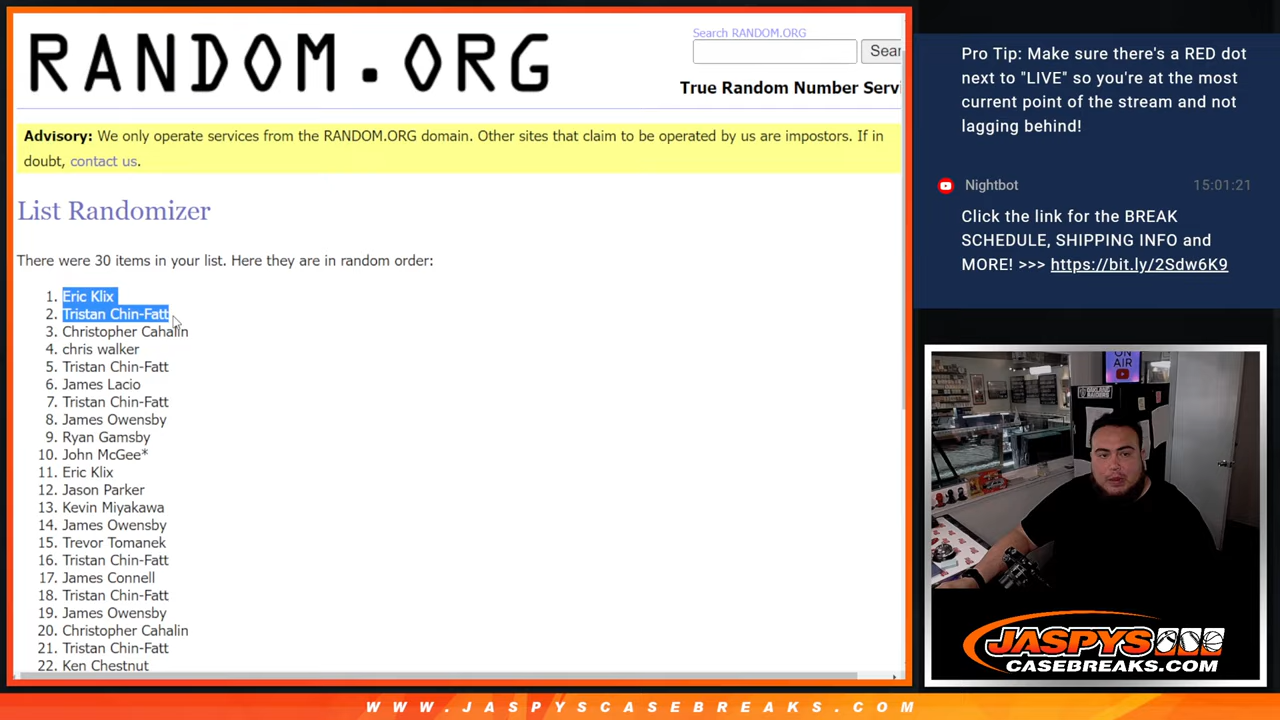 RANDOM.ORG
Search RANDOM.ORG
Sear
True Random Number Servi
Advisory: We only operate services from the RANDOM.ORG domain. Other sites that claim to be operated by us are impostors. If in
doubt, contact us.
List Randomizer
There were 30 items in your list. Here they are in random order:
1. Eric Klix
2. Tristan Chin-Fatt
3. Christopher Cahalin
4. chris walker
5. Tristan Chin-Fatt
6. James Lacio
7. Tristan Chin-Fatt
8. James Owensby
9. Ryan Gamsby
10. John McGee*
11. Eric Klix
12. Jason Parker
13. Kevin Miyakawa
14. James Owensby
15. Trevor Tomanek
16. Tristan Chin-Fatt
17. James Connell
18. Tristan Chin-Fatt
19. James Owensby
20. Christopher Cahalin
21. Tristan Chin-Fatt
22. Ken Chestnut
Pro Tip: Make sure there's a RED dot
next to "LIVE" so you're at the most
current point of the stream and not
lagging behind!
Nightbot 15:01:21
Click the link for the BREAK
SCHEDULE, SHIPPING INFO and
MORE! >>> https://bit.ly/2Sdw6K9
ON
AIR
JASPYS
CASEBREAKS.COM
WWW.JASPYSCASEBREAKS.COM